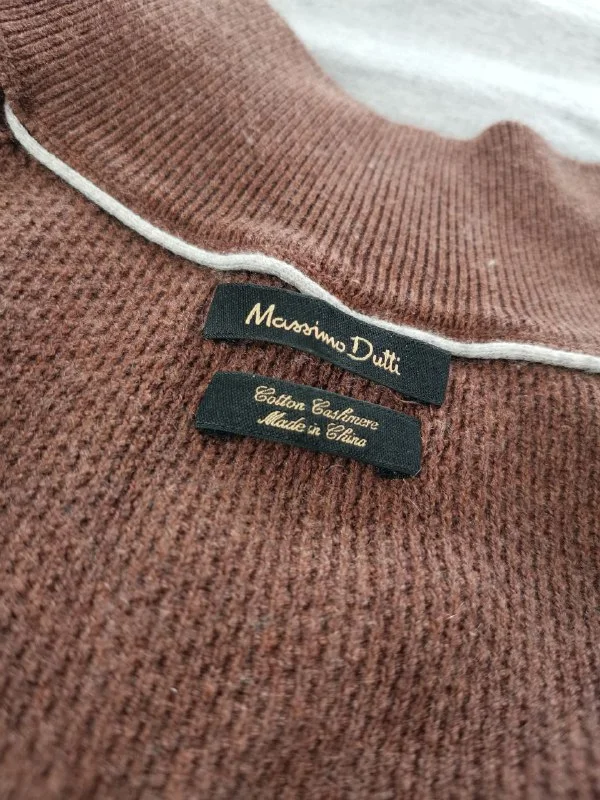 Massimo Dutti
Cotton Cashmere
Made in China